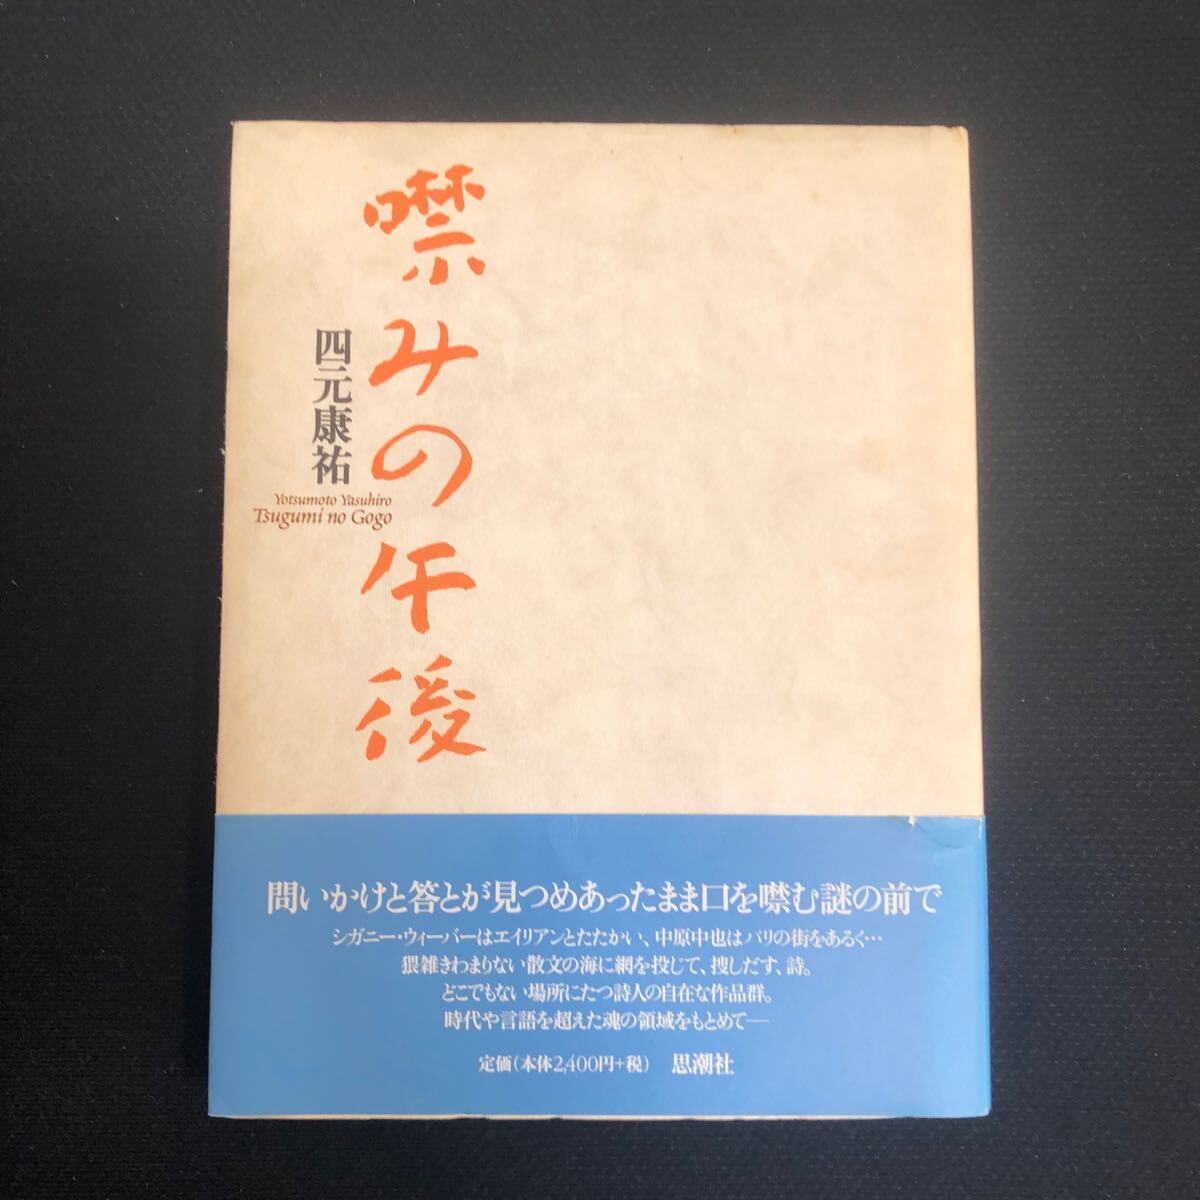 噤みの午後
四元康祐
Yotsumoto Yasuhiro
Tsugumi no Gogo
問いかけと答とが見つめあったまま口を噤む謎の前で
シガニー・ウィーバーはエイリアンとたたかい、中原中也はパリの街をあるく…
猥雑きわまりない散文の海に網を投じて、捜しだす、詩。
どこでもない場所にたつ詩人の自在な作品群。
時代や言語を超えた魂の領域をもとめて――
定価(本体2,400円+税) 思潮社